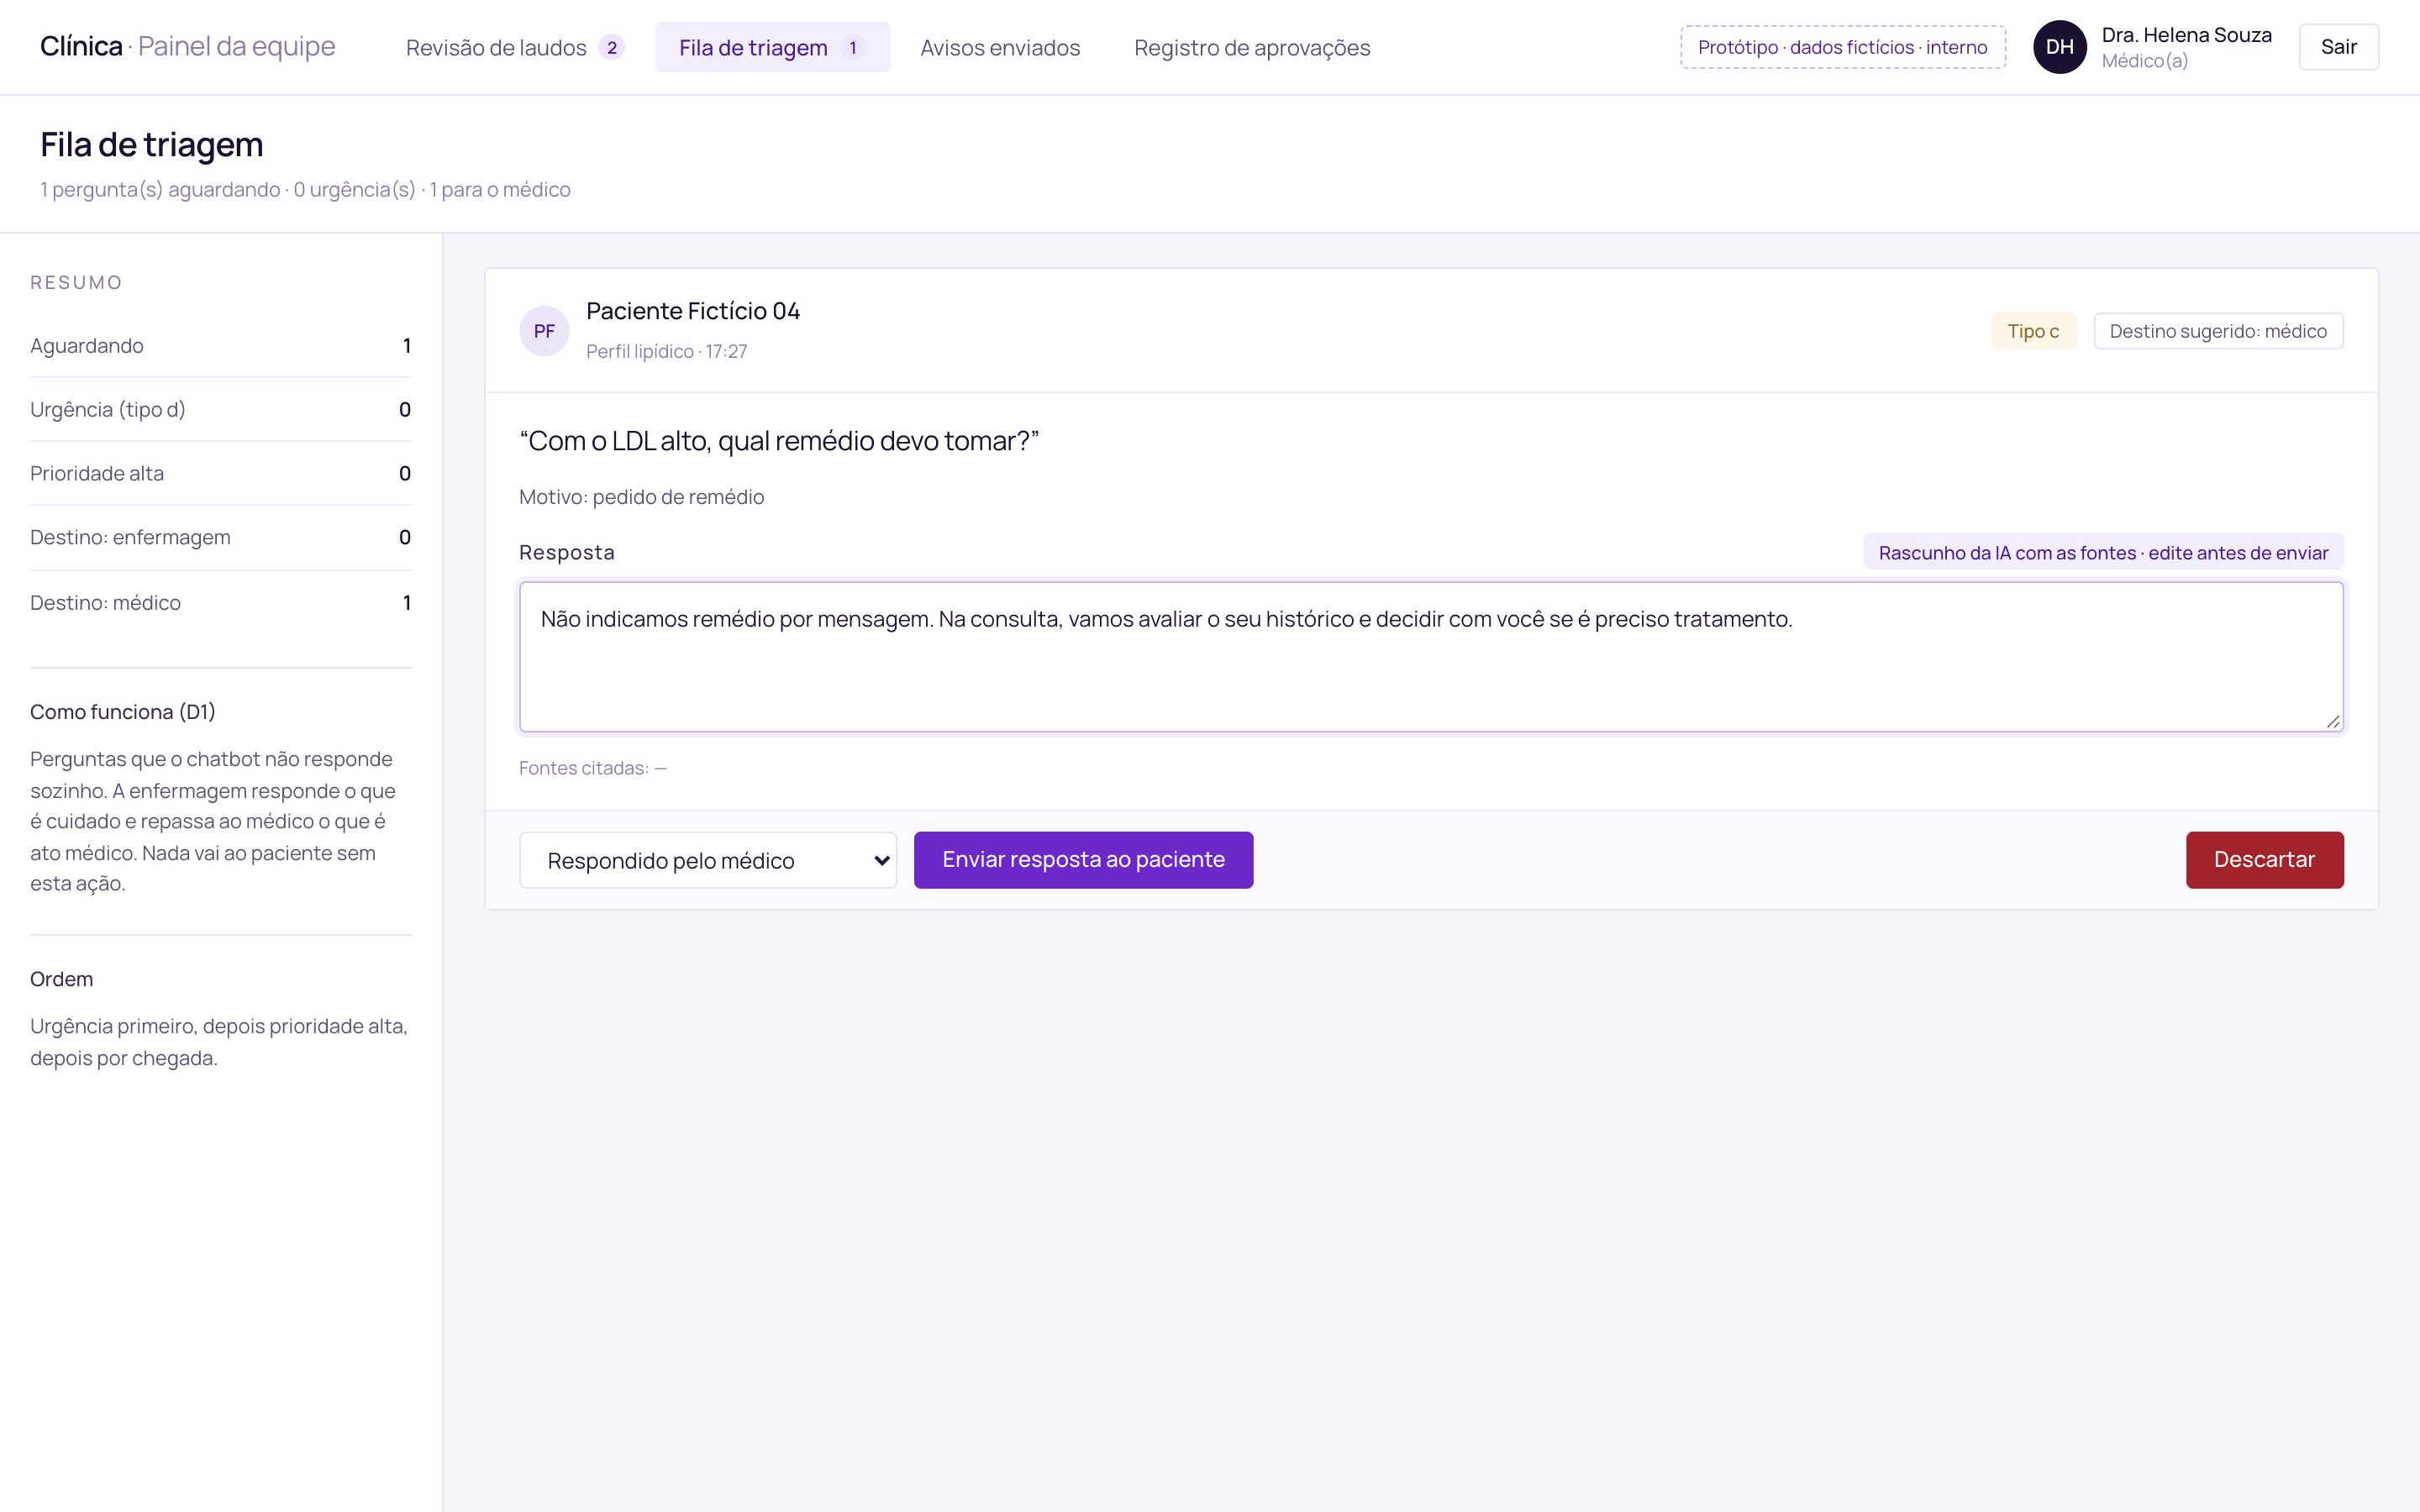 Clínica · Painel da equipe
Revisão de laudos 2
Fila de triagem 1
Avisos enviados
Registro de aprovações
Protótipo · dados fictícios · interno
DH
Dra. Helena Souza
Médico(a)
Sair
Fila de triagem
1 pergunta(s) aguardando · 0 urgência(s) · 1 para o médico
RESUMO
Aguardando 1
Urgência (tipo d) 0
Prioridade alta 0
Destino: enfermagem 0
Destino: médico 1
Como funciona (D1)
Perguntas que o chatbot não responde
sozinho. A enfermagem responde o que
é cuidado e repassa ao médico o que é
ato médico. Nada vai ao paciente sem
esta ação.
Ordem
Urgência primeiro, depois prioridade alta,
depois por chegada.
PF
Paciente Fictício 04
Perfil lipídico · 17:27
Tipo c
Destino sugerido: médico
“Com o LDL alto, qual remédio devo tomar?”
Motivo: pedido de remédio
Resposta
Rascunho da IA com as fontes · edite antes de enviar
Não indicamos remédio por mensagem. Na consulta, vamos avaliar o seu histórico e decidir com você se é preciso tratamento.
Fontes citadas: —
Respondido pelo médico
Enviar resposta ao paciente
Descartar